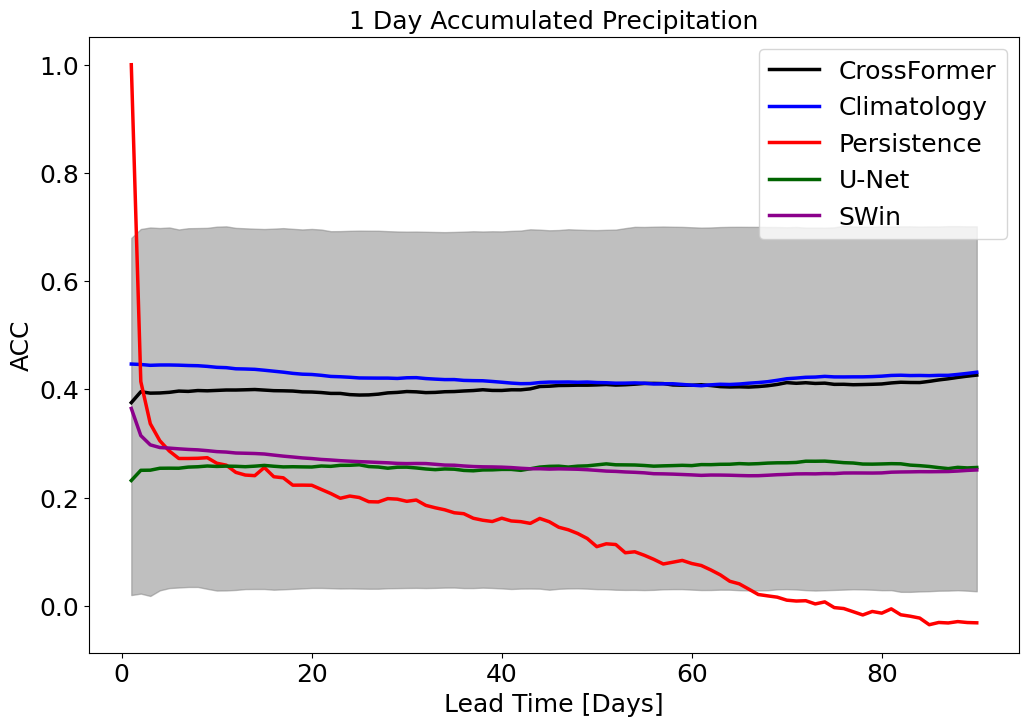 1 Day Accumulated Precipitation
CrossFormer
Climatology
Persistence
U-Net
SWin
ACC
1.0
0.8
0.6
0.4
0.2
0.0
0 20 40 60 80
Lead Time [Days]